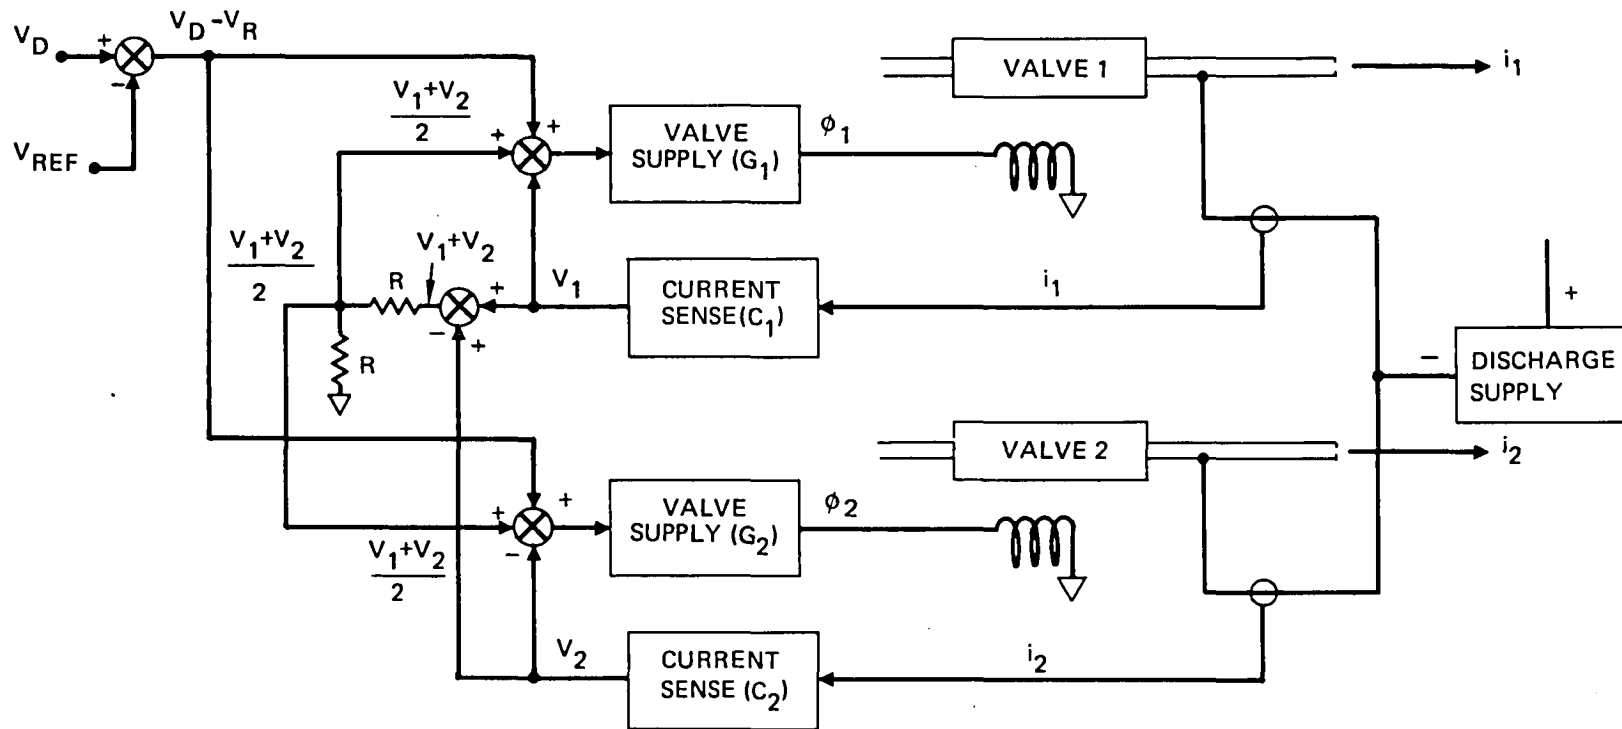 V_D
+
−
V_D − V_R
V_REF
V_1+V_2
2
+
+
VALVE
SUPPLY (G_1)
ϕ_1
VALVE 1
i_1
V_1+V_2
2
V_1+V_2
R
R
+
−
+
V_1
CURRENT
SENSE(C_1)
i_1
+
−
DISCHARGE
SUPPLY
VALVE 2
i_2
+
+
−
V_1+V_2
2
VALVE
SUPPLY (G_2)
ϕ_2
V_2
CURRENT
SENSE (C_2)
i_2